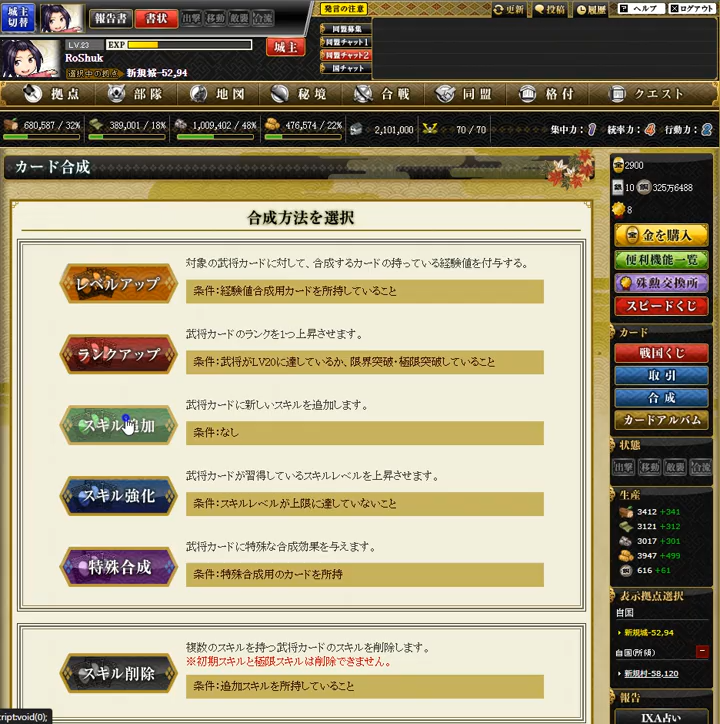 城主
切替
報告書
書状
出撃
移動
敵襲
合流
発言の注意
更新
投稿
履歴
? ヘルプ
ログアウト
LV.23
EXP
城主
RoShuk
選択中の拠点
新規城-52,94
同盟募集
同盟チャット1
同盟チャット2
国チャット
拠点
部隊
地図
秘境
合戦
同盟
格付
クエスト
680,587 / 32%
389,001 / 18%
1,009,402 / 48%
476,574 / 22%
2,101,000
70 / 70
集中力:
統率力:
行動力:
カード合成
合成方法を選択
レベルアップ
対象の武将カードに対して、合成するカードの持っている経験値を付与する。
条件:経験値合成用カードを所持していること
ランクアップ
武将カードのランクを1つ上昇させます。
条件:武将がLV20に達しているか、限界突破・極限突破していること
スキル追加
武将カードに新しいスキルを追加します。
条件:なし
スキル強化
武将カードが習得しているスキルレベルを上昇させます。
条件:スキルレベルが上限に達していないこと
特殊合成
武将カードに特殊な合成効果を与えます。
条件:特殊合成用のカードを所持
スキル削除
複数のスキルを持つ武将カードのスキルを削除します。
※初期スキルと極限スキルは削除できません。
条件:追加スキルを所持していること
2900
10
325万6488
8
金を購入
便利機能一覧
殊勲交換所
スピードくじ
カード
戦国くじ
取引
合成
カードアルバム
状態
出撃
移動
敵襲
合流
生産
3412 +341
3121 +312
3017 +301
3947 +499
616 +61
表示拠点選択
自国
新規城-52,94
自国(所領)
新規村-58,120
報告
IXA占い
ript:void(0);